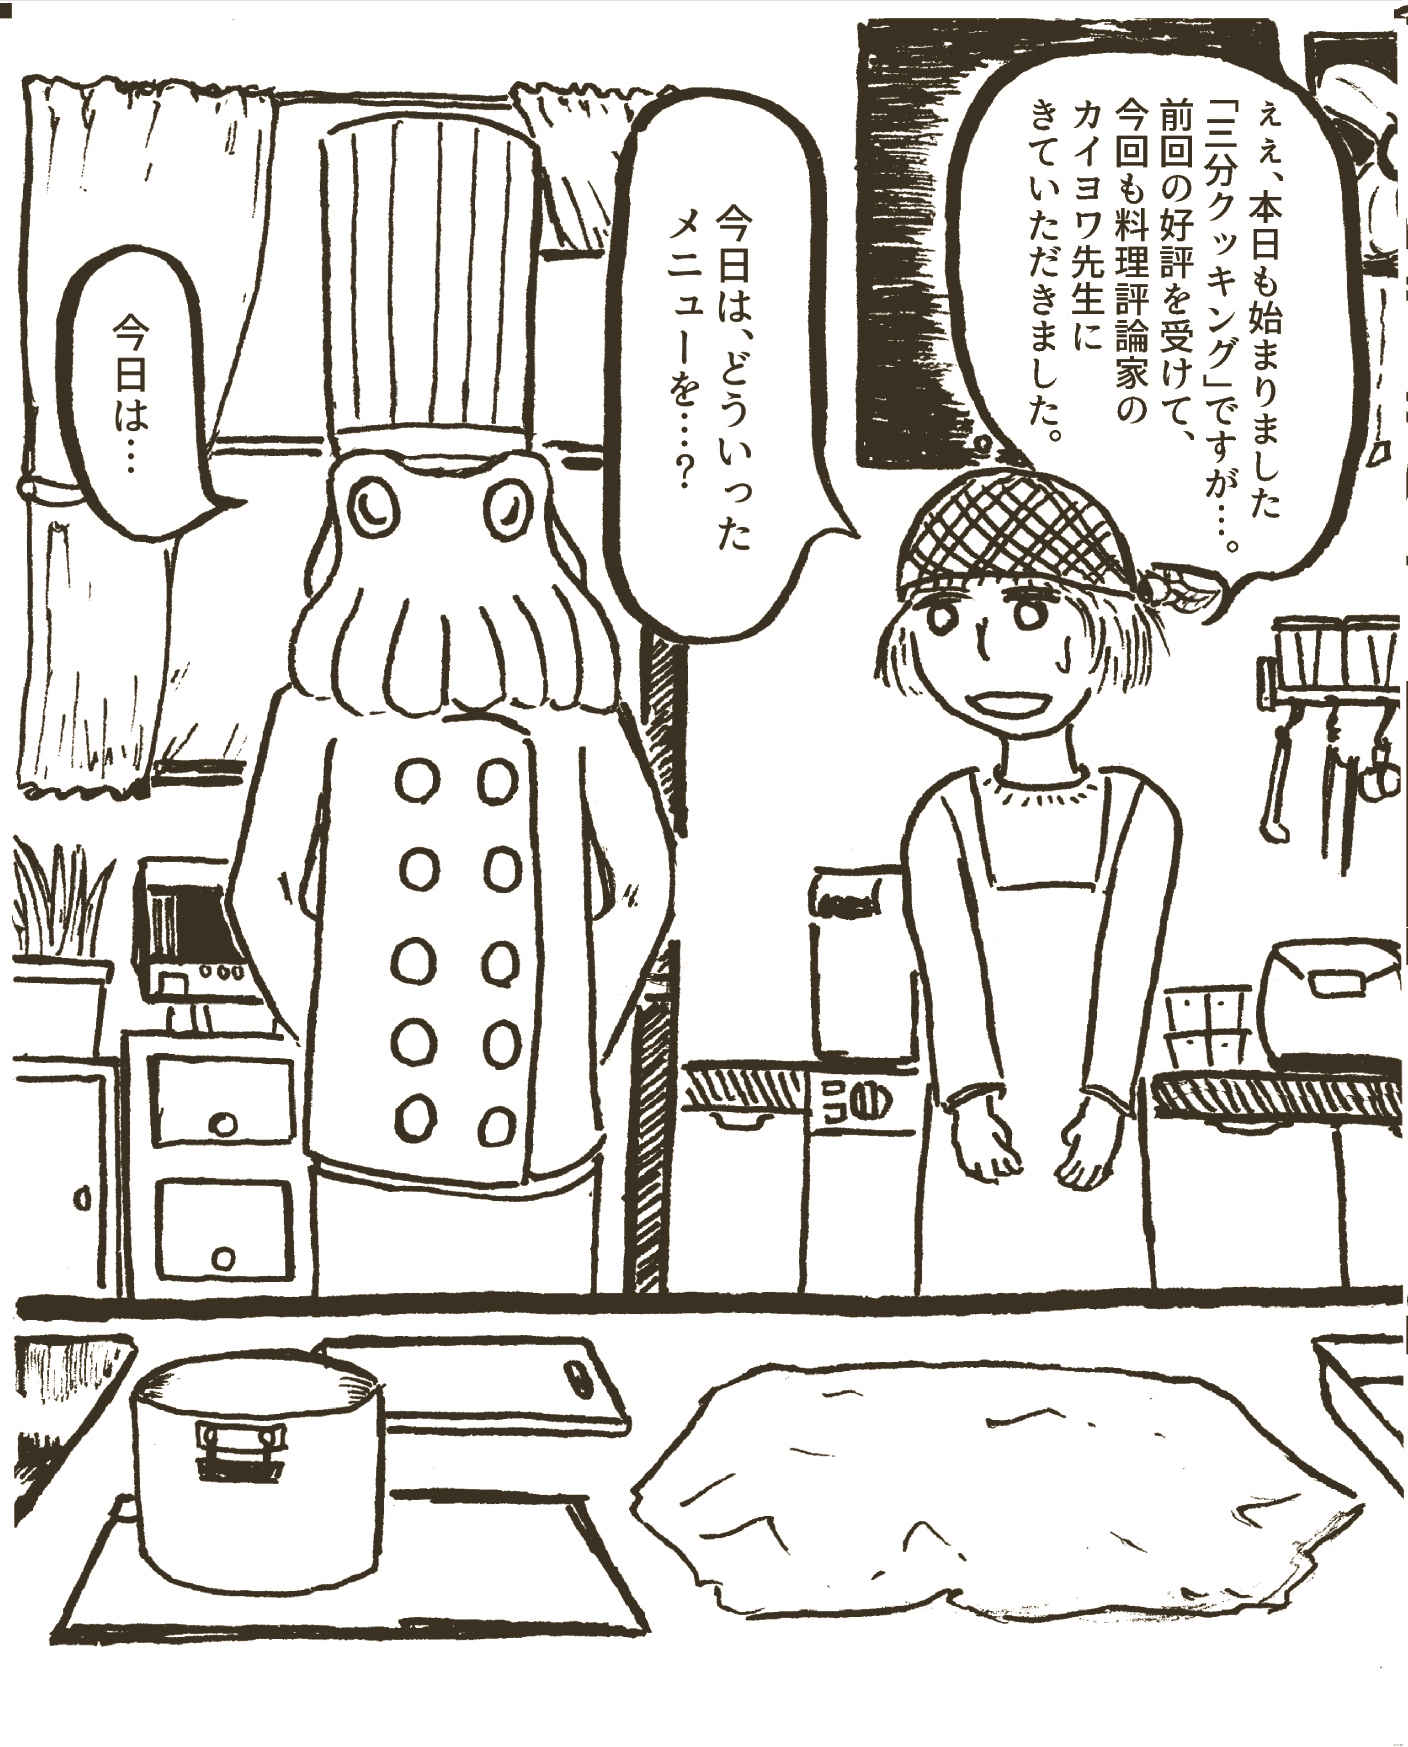 ええ、本日も始まりました
「三分クッキング」ですが…。
前回の好評を受けて、
今回も料理評論家の
カイヨワ先生に
きていただきました。
今日は、どういった
メニューを…?
今日は…